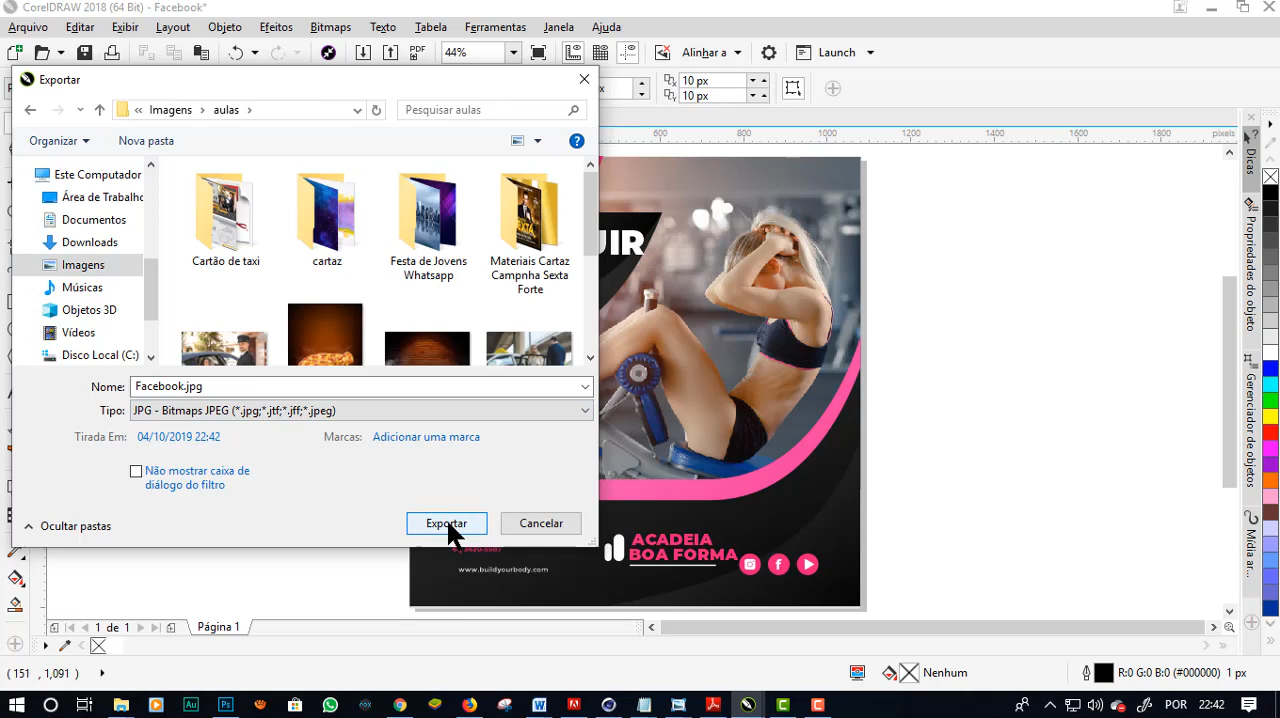 CorelDRAW 2018 (64 Bit) - Facebook*
Arquivo Editar Exibir Layout Objeto Efeitos Bitmaps Texto Tabela Ferramentas Janela Ajuda
PDF 44% Alinhar a Launch
Exportar
10 px
10 px
Imagens aulas Pesquisar aulas
Organizar Nova pasta
600 800 1000 1200 1400 1600 1800 pixels
Este Computador
Área de Trabalho
Documentos
Downloads
Imagens
Músicas
Objetos 3D
Vídeos
Disco Local (C:)
Cartão de taxi
cartaz
Festa de Jovens
Whatsapp
Materiais Cartaz
Campnha Sexta
Forte
UIR
Nome: Facebook.jpg
Tipo: JPG - Bitmaps JPEG (*.jpg;*.jtf;*.jff;*.jpeg)
Tirada Em: 04/10/2019 22:42 Marcas: Adicionar uma marca
Não mostrar caixa de
diálogo do filtro
Ocultar pastas Exportar Cancelar
ACADEIA
BOA FORMA
www.buildyourbody.com
Dicas
Propriedades do objeto
Gerenciador de objetos
Mídia ar...
1 de 1 Página 1
( 151 , 1,091 ) Nenhum R:0 G:0 B:0 (#000000) 1 px
Au Ps W POR 22:42